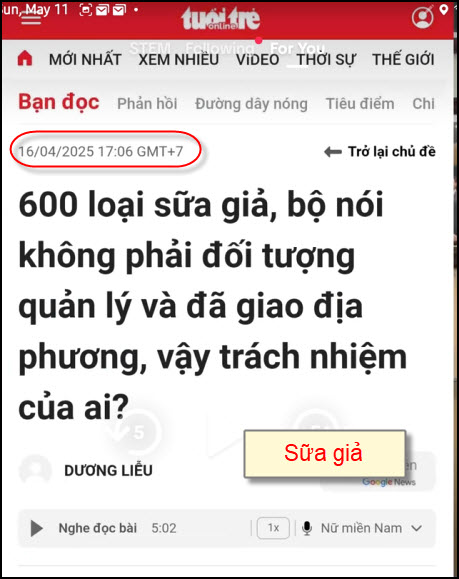 un, May 11
tuổi trẻ
online
STEM Following For You
MỚI NHẤT XEM NHIỀU VIDEO THỜI SỰ THẾ GIỚI
Bạn đọc Phản hồi Đường dây nóng Tiêu điểm Chi
16/04/2025 17:06 GMT+7 Trở lại chủ đề
600 loại sữa giả, bộ nói
không phải đối tượng
quản lý và đã giao địa
phương, vậy trách nhiệm
của ai?
5
Sữa giả
DƯƠNG LIỄU
Google News
Nghe đọc bài 5:02 1x Nữ miền Nam